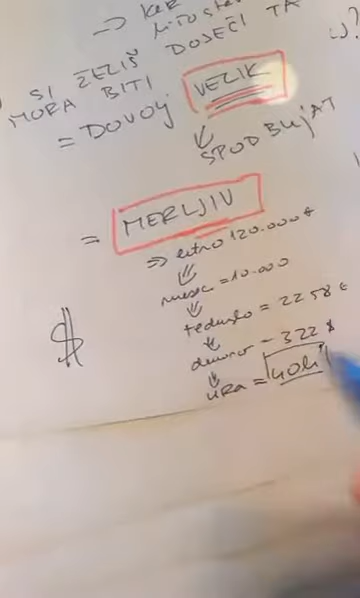 → KER
SI ŽELIŠ DOSEČI TA
MORA BITI
= DOVOLJ VELIK
SPODBUJAT
= MERLJIV
⇒ letno 120.000 €
mesec = 10.000
tedensko = 2258 €
dnevno = 322 $
URA =
$